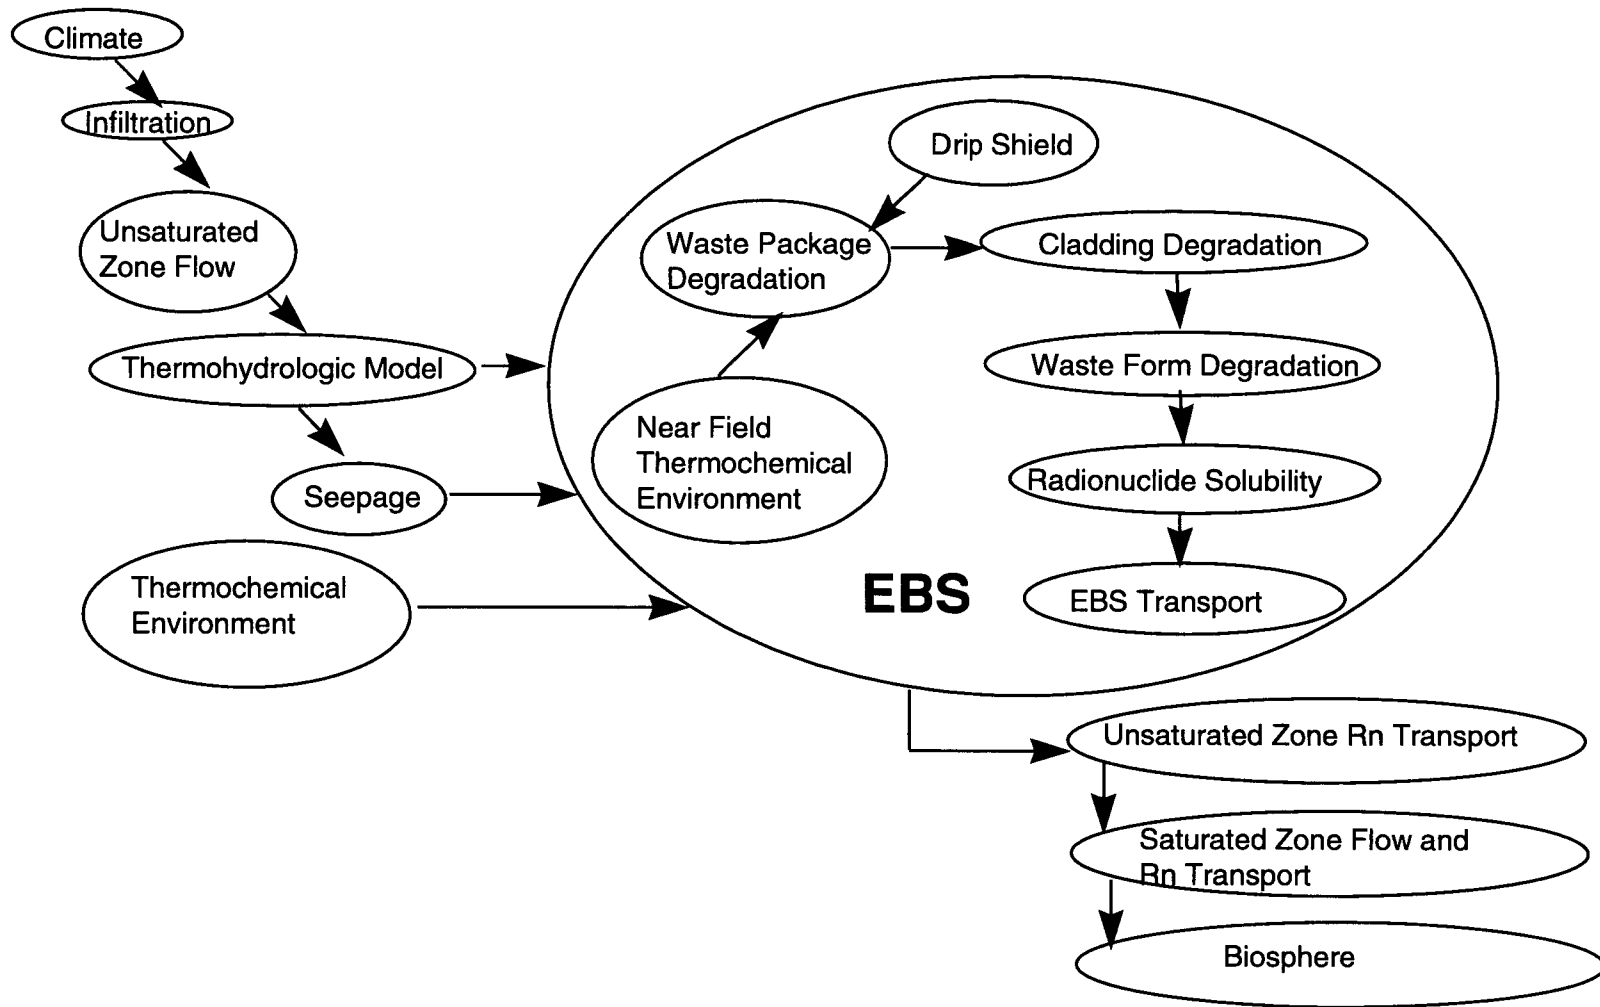 Climate
Infiltration
Unsaturated
Zone Flow
Thermohydrologic Model
Seepage
Thermochemical
Environment
Drip Shield
Waste Package
Degradation
Cladding Degradation
Waste Form Degradation
Near Field
Thermochemical
Environment
Radionuclide Solubility
EBS
EBS Transport
Unsaturated Zone Rn Transport
Saturated Zone Flow and
Rn Transport
Biosphere